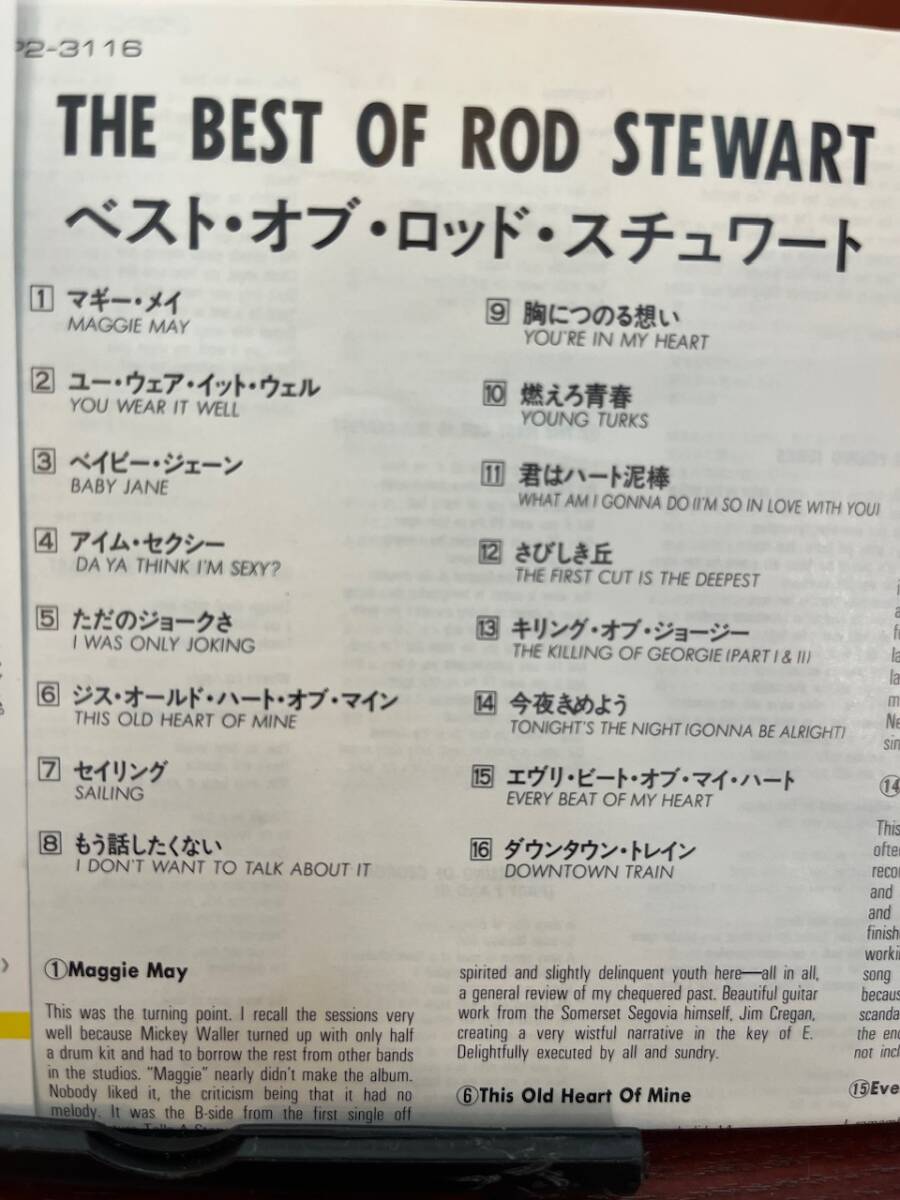 P2-3116
THE BEST OF ROD STEWART
ベスト・オブ・ロッド・スチュワート
1 マギー・メイ
MAGGIE MAY
2 ユー・ウェア・イット・ウェル
YOU WEAR IT WELL
3 ベイビー・ジェーン
BABY JANE
4 アイム・セクシー
DA YA THINK I'M SEXY?
5 ただのジョークさ
I WAS ONLY JOKING
6 ジス・オールド・ハート・オブ・マイン
THIS OLD HEART OF MINE
7 セイリング
SAILING
8 もう話したくない
I DON'T WANT TO TALK ABOUT IT
9 胸につのる想い
YOU'RE IN MY HEART
10 燃えろ青春
YOUNG TURKS
11 君はハート泥棒
WHAT AM I GONNA DO (I'M SO IN LOVE WITH YOU)
12 さびしき丘
THE FIRST CUT IS THE DEEPEST
13 キリング・オブ・ジョージー
THE KILLING OF GEORGIE (PART I & II)
14 今夜きめよう
TONIGHT'S THE NIGHT (GONNA BE ALRIGHT)
15 エヴリ・ビート・オブ・マイ・ハート
EVERY BEAT OF MY HEART
16 ダウンタウン・トレイン
DOWNTOWN TRAIN
①Maggie May
This was the turning point. I recall the sessions very
well because Mickey Waller turned up with only half
a drum kit and had to borrow the rest from other bands
in the studios. "Maggie" nearly didn't make the album.
Nobody liked it, the criticism being that it had no
melody. It was the B-side from the first single off
spirited and slightly delinquent youth here—all in all,
a general review of my chequered past. Beautiful guitar
work from the Somerset Segovia himself, Jim Cregan,
creating a very wistful narrative in the key of E.
Delightfully executed by all and sundry.
⑥This Old Heart Of Mine
⑭
This
ofte
reco
and
and
finish
worki
song
becaus
scanda
the en
not incl
⑮Eve